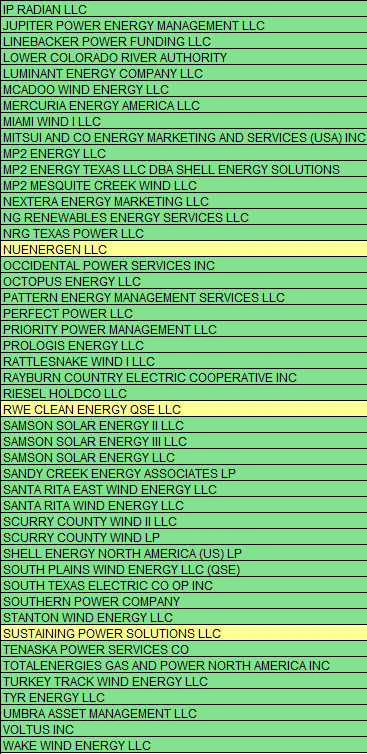 IP RADIAN LLC
JUPITER POWER ENERGY MANAGEMENT LLC
LINEBACKER POWER FUNDING LLC
LOWER COLORADO RIVER AUTHORITY
LUMINANT ENERGY COMPANY LLC
MCADOO WIND ENERGY LLC
MERCURIA ENERGY AMERICA LLC
MIAMI WIND I LLC
MITSUI AND CO ENERGY MARKETING AND SERVICES (USA) INC
MP2 ENERGY LLC
MP2 ENERGY TEXAS LLC DBA SHELL ENERGY SOLUTIONS
MP2 MESQUITE CREEK WIND LLC
NEXTERA ENERGY MARKETING LLC
NG RENEWABLES ENERGY SERVICES LLC
NRG TEXAS POWER LLC
NUENERGEN LLC
OCCIDENTAL POWER SERVICES INC
OCTOPUS ENERGY LLC
PATTERN ENERGY MANAGEMENT SERVICES LLC
PERFECT POWER LLC
PRIORITY POWER MANAGEMENT LLC
PROLOGIS ENERGY LLC
RATTLESNAKE WIND I LLC
RAYBURN COUNTRY ELECTRIC COOPERATIVE INC
RIESEL HOLDCO LLC
RWE CLEAN ENERGY QSE LLC
SAMSON SOLAR ENERGY II LLC
SAMSON SOLAR ENERGY III LLC
SAMSON SOLAR ENERGY LLC
SANDY CREEK ENERGY ASSOCIATES LP
SANTA RITA EAST WIND ENERGY LLC
SANTA RITA WIND ENERGY LLC
SCURRY COUNTY WIND II LLC
SCURRY COUNTY WIND LP
SHELL ENERGY NORTH AMERICA (US) LP
SOUTH PLAINS WIND ENERGY LLC (QSE)
SOUTH TEXAS ELECTRIC CO OP INC
SOUTHERN POWER COMPANY
STANTON WIND ENERGY LLC
SUSTAINING POWER SOLUTIONS LLC
TENASKA POWER SERVICES CO
TOTALENERGIES GAS AND POWER NORTH AMERICA INC
TURKEY TRACK WIND ENERGY LLC
TYR ENERGY LLC
UMBRA ASSET MANAGEMENT LLC
VOLTUS INC
WAKE WIND ENERGY LLC